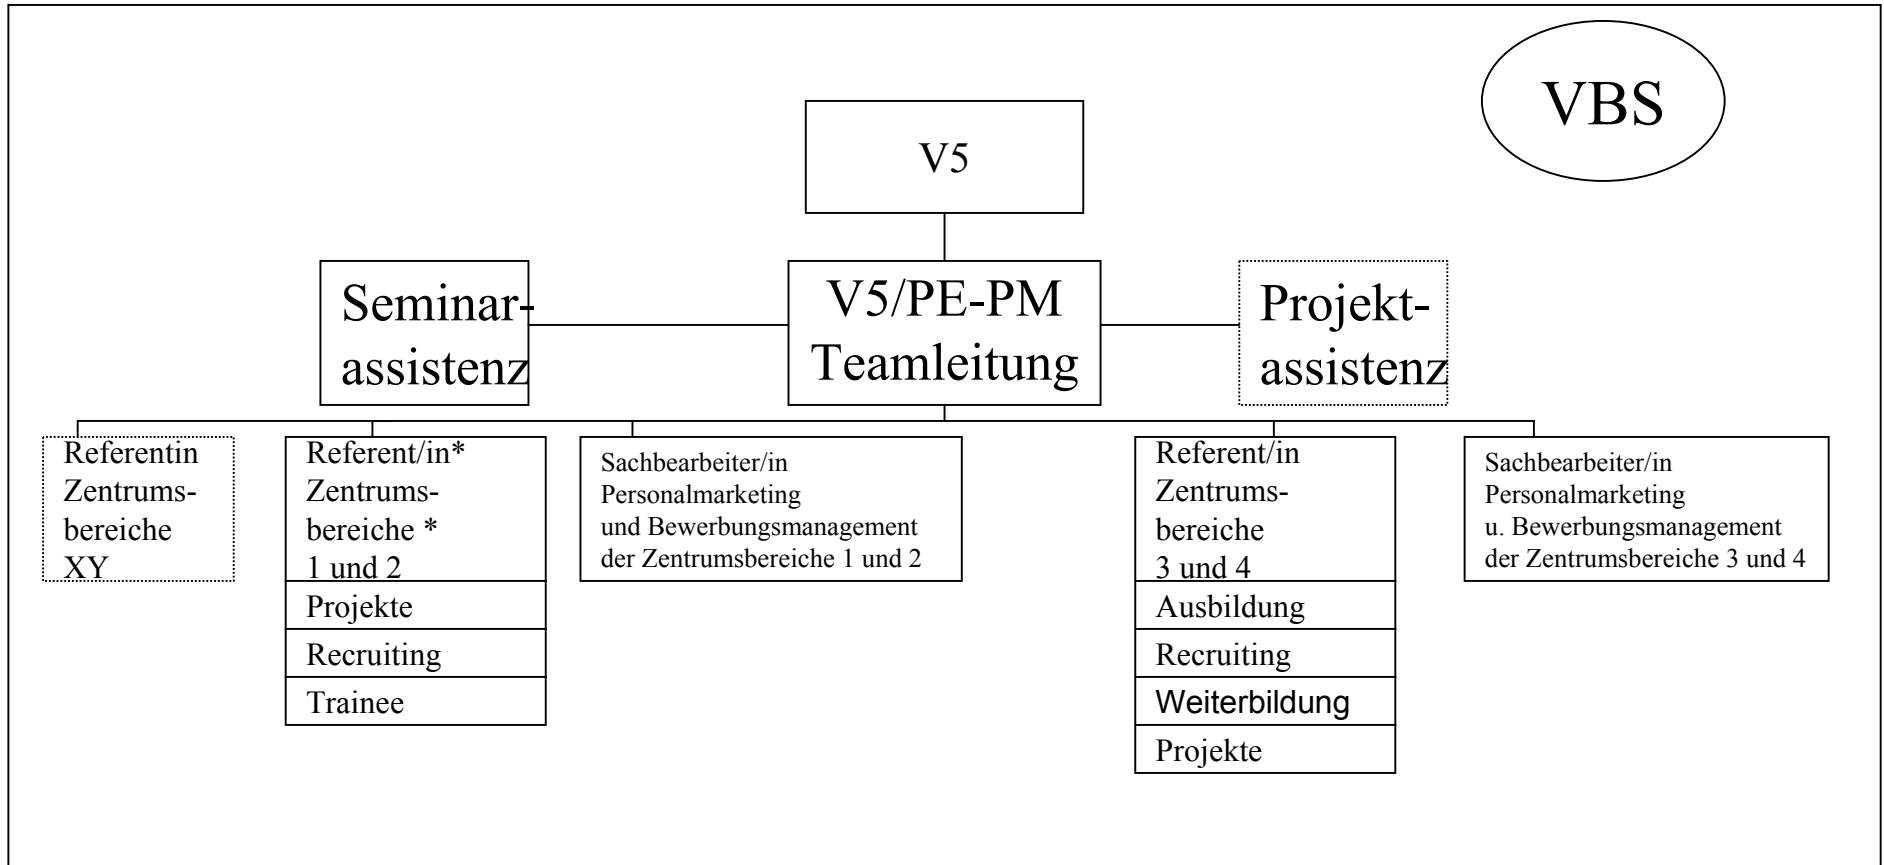 VBS
V5
Seminar-
assistenz
V5/PE-PM
Teamleitung
Projekt-
assistenz
Referentin
Zentrums-
bereiche
XY
Referent/in*
Zentrums-
bereiche *
1 und 2
Projekte
Recruiting
Trainee
Sachbearbeiter/in
Personalmarketing
und Bewerbungsmanagement
der Zentrumsbereiche 1 und 2
Referent/in
Zentrums-
bereiche
3 und 4
Ausbildung
Recruiting
Weiterbildung
Projekte
Sachbearbeiter/in
Personalmarketing
u. Bewerbungsmanagement
der Zentrumsbereiche 3 und 4